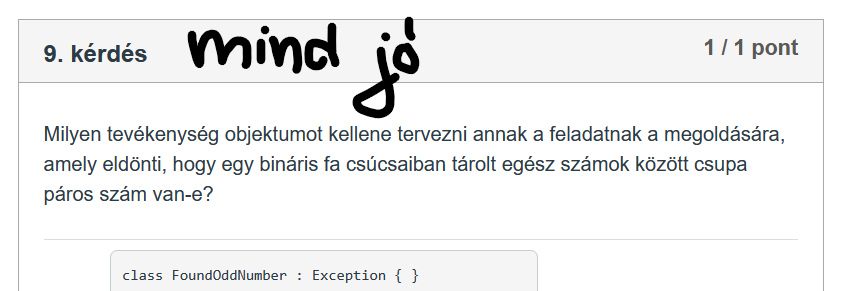 9. kérdés mind jó 1 / 1 pont
Milyen tevékenység objektumot kellene tervezni annak a feladatnak a megoldására,
amely eldönti, hogy egy bináris fa csúcsaiban tárolt egész számok között csupa
páros szám van-e?
class FoundOddNumber : Exception { }